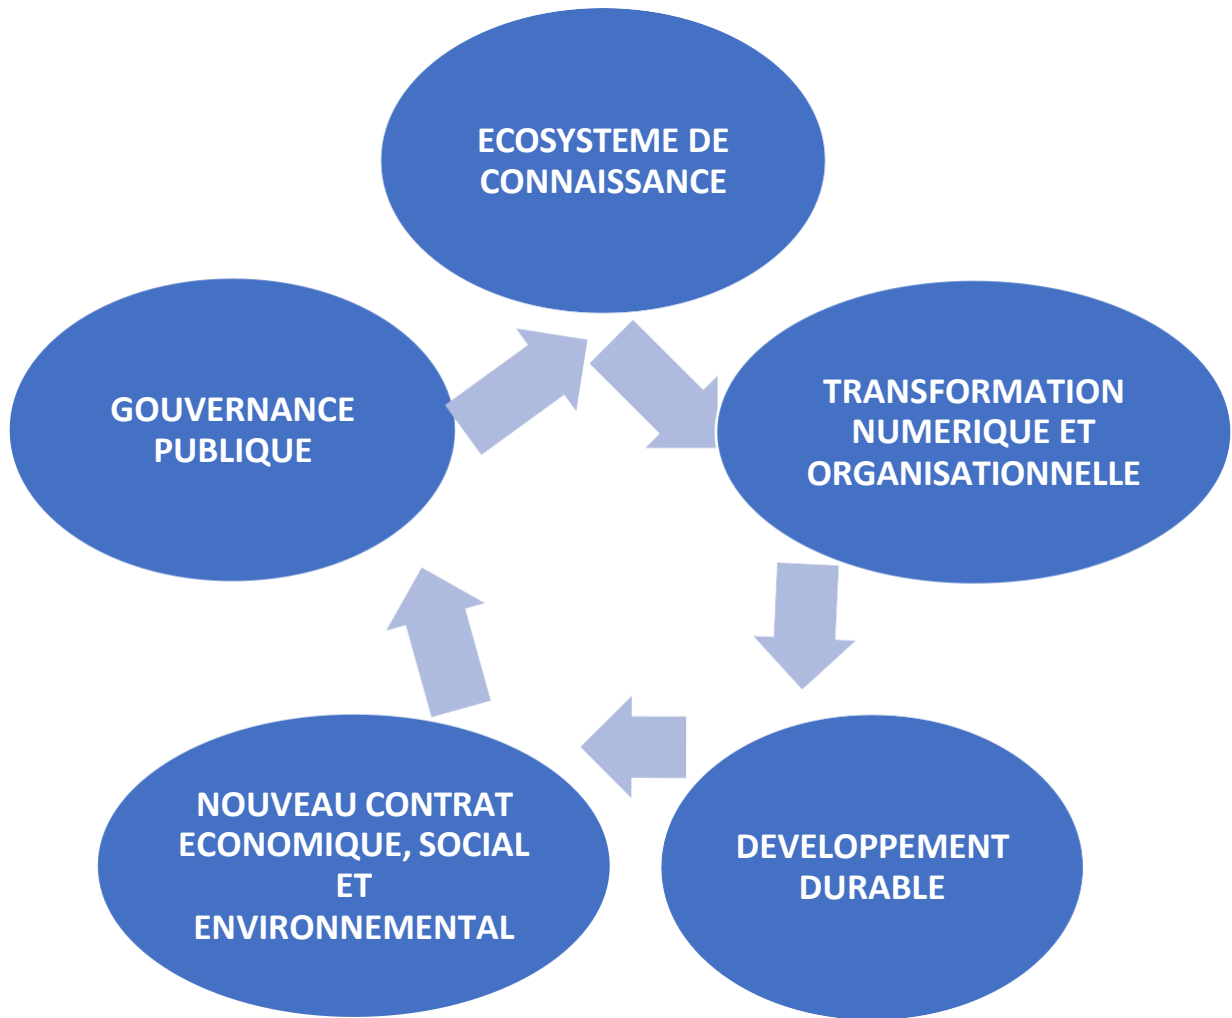 ECOSYSTEME DE
CONNAISSANCE
TRANSFORMATION
NUMERIQUE ET
ORGANISATIONNELLE
DEVELOPPEMENT
DURABLE
NOUVEAU CONTRAT
ECONOMIQUE, SOCIAL
ET
ENVIRONNEMENTAL
GOUVERNANCE
PUBLIQUE